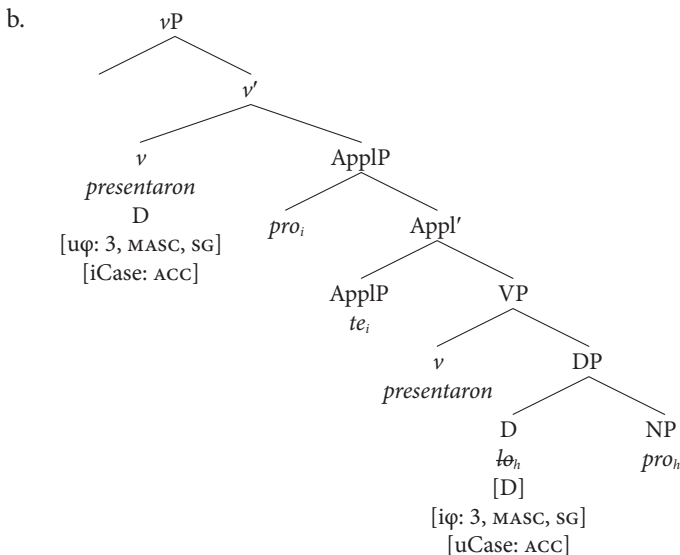 b.
vP
v′
v ApplP
presentaron
D proᵢ Appl′
[uφ: 3, MASC, SG]
[iCase: ACC]
ApplP VP
teᵢ
v DP
presentaron
D NP
loₕ proₕ
[D]
[iφ: 3, MASC, SG]
[uCase: ACC]